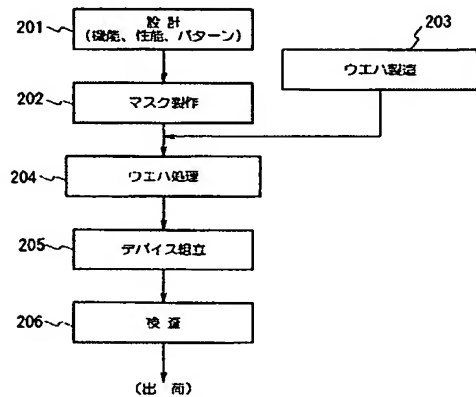 201
設 計
(機能、性能、パターン)
203
ウエハ製造
202
マスク製作
204
ウエハ処理
205
デバイス組立
206
検 査
(出 荷)